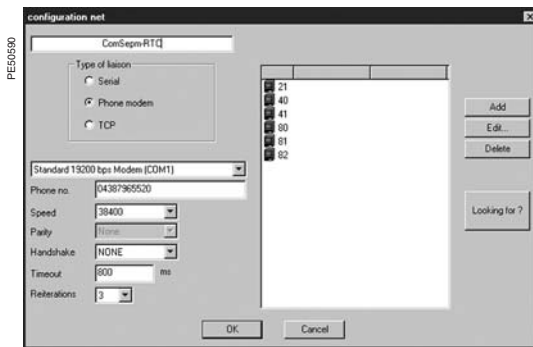 PE50590
configuration net
ComSepm-RTC
Type of liaison
Serial
Phone modem
TCP
Standard 19200 bps Modem (COM1)
Phone no. 04387965520
Speed 38400
Parity None
Handshake NONE
Timeout 800 ms
Reiterations 3
21
40
41
80
81
82
Add
Edit...
Delete
Looking for ?
OK
Cancel